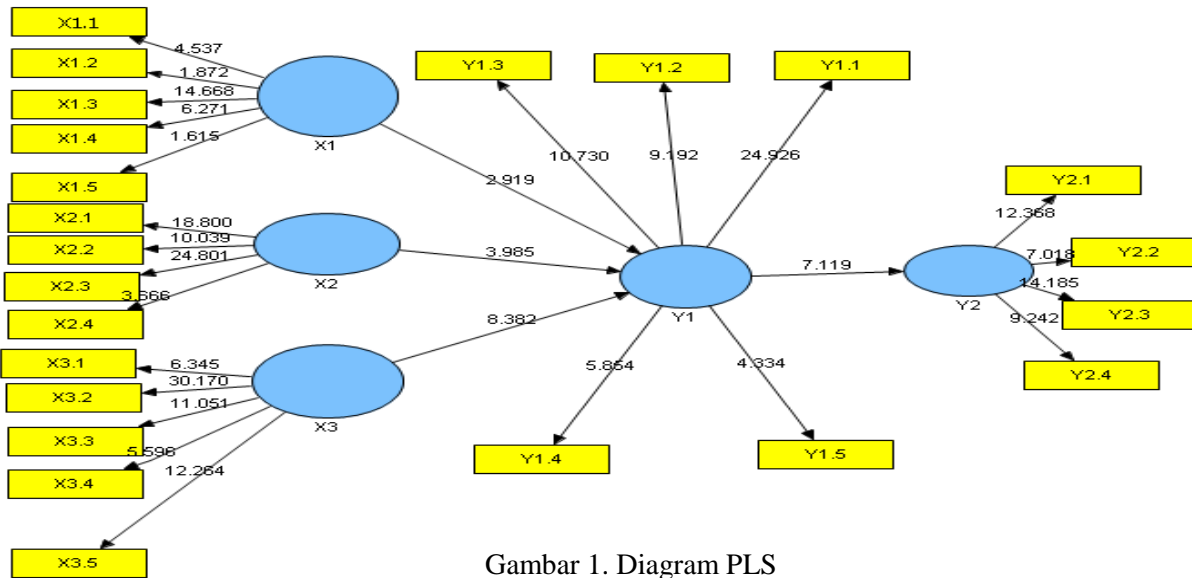 X1.1
4.537
X1.2
1.872
X1.3
14.668
X1.4
6.271
1.615
X1.5
X1
2.919
X2.1
18.800
X2.2
10.039
24.801
X2.3
3.666
X2.4
X2
3.985
X3.1
6.345
X3.2
30.170
11.051
X3.3
5.596
X3.4
12.264
X3.5
X3
8.382
Y1.3
Y1.2
Y1.1
10.730
9.192
24.926
Y1
7.119
5.854
4.334
Y1.4
Y1.5
Y2.1
12.368
7.018
Y2.2
14.185
Y2
9.242
Y2.3
Y2.4
Gambar 1. Diagram PLS